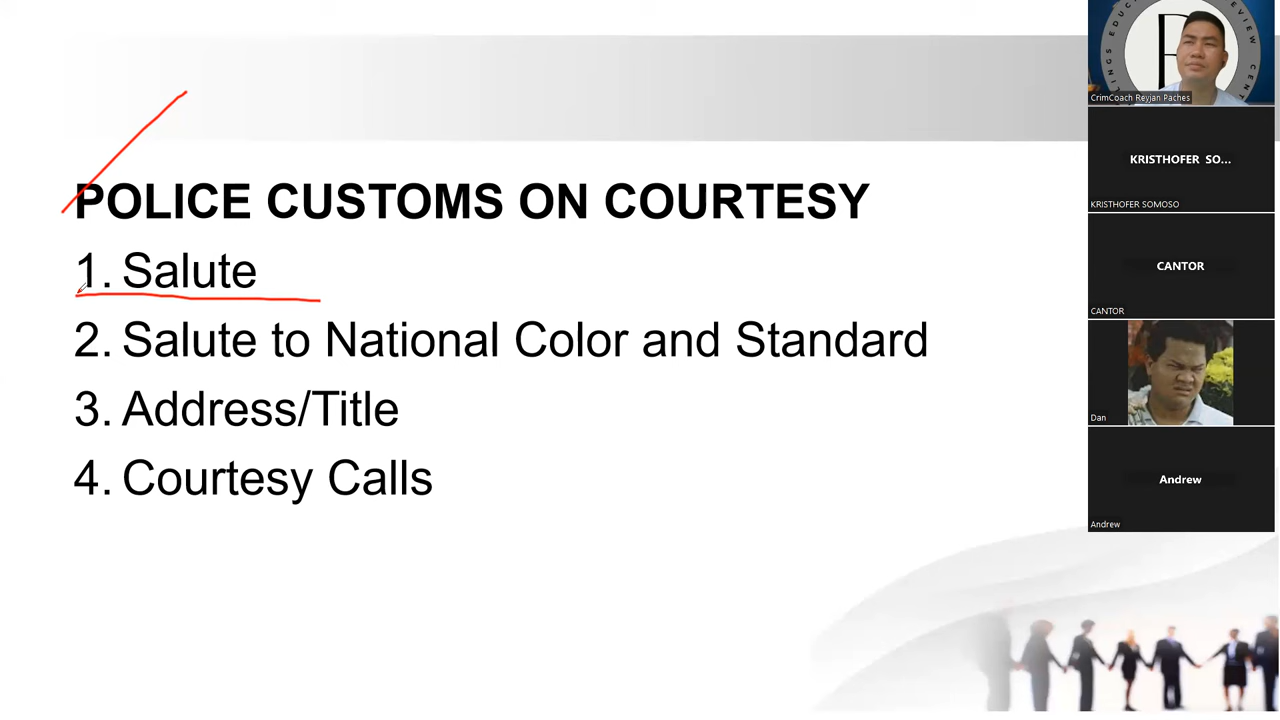 POLICE CUSTOMS ON COURTESY
1. Salute
2. Salute to National Color and Standard
3. Address/Title
4. Courtesy Calls
CrimCoach Reyjan Paches
KRISTHOFER SO...
KRISTHOFER SOMOSO
CANTOR
CANTOR
Dan
Andrew
Andrew